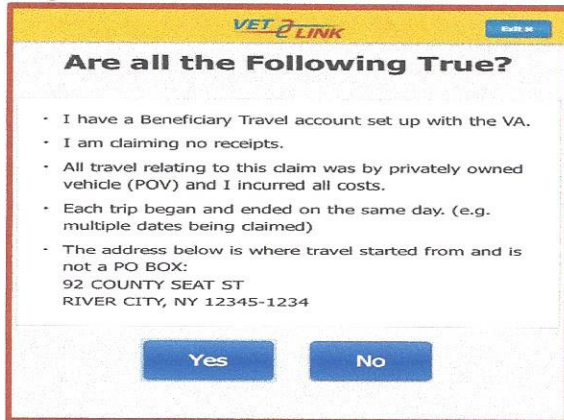 VET LINK
Exit
Are all the Following True?
· I have a Beneficiary Travel account set up with the VA.
· I am claiming no receipts.
· All travel relating to this claim was by privately owned
vehicle (POV) and I incurred all costs.
· Each trip began and ended on the same day. (e.g.
multiple dates being claimed)
· The address below is where travel started from and is
not a PO BOX:
92 COUNTY SEAT ST
RIVER CITY, NY 12345-1234
Yes
No